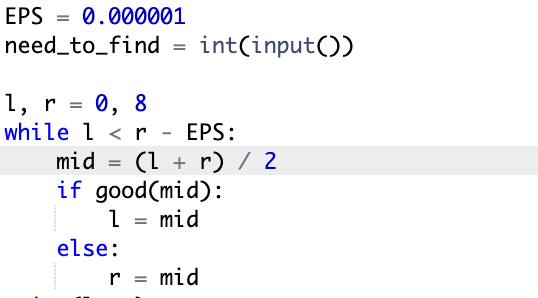 EPS = 0.000001
need_to_find = int(input())

l, r = 0, 8
while l < r - EPS:
    mid = (l + r) / 2
    if good(mid):
        l = mid
    else:
        r = mid